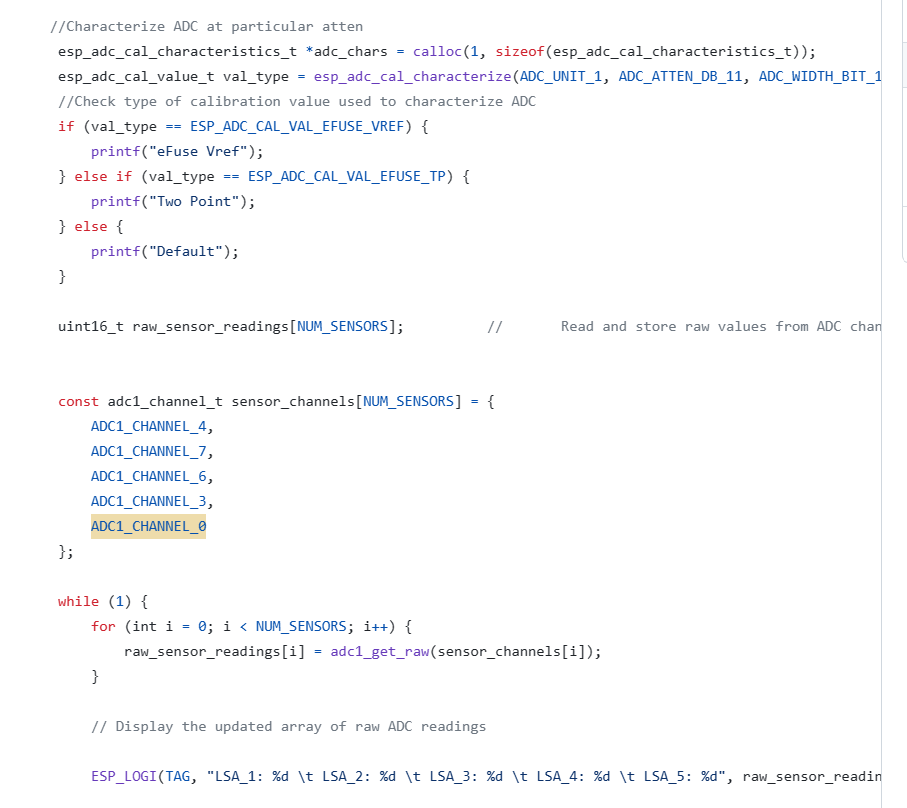 //Characterize ADC at particular atten
esp_adc_cal_characteristics_t *adc_chars = calloc(1, sizeof(esp_adc_cal_characteristics_t));
esp_adc_cal_value_t val_type = esp_adc_cal_characterize(ADC_UNIT_1, ADC_ATTEN_DB_11, ADC_WIDTH_BIT_1
//Check type of calibration value used to characterize ADC
if (val_type == ESP_ADC_CAL_VAL_EFUSE_VREF) {
printf("eFuse Vref");
} else if (val_type == ESP_ADC_CAL_VAL_EFUSE_TP) {
printf("Two Point");
} else {
printf("Default");
}
uint16_t raw_sensor_readings[NUM_SENSORS]; // Read and store raw values from ADC chan
const adc1_channel_t sensor_channels[NUM_SENSORS] = {
ADC1_CHANNEL_4,
ADC1_CHANNEL_7,
ADC1_CHANNEL_6,
ADC1_CHANNEL_3,
ADC1_CHANNEL_0
};
while (1) {
for (int i = 0; i < NUM_SENSORS; i++) {
raw_sensor_readings[i] = adc1_get_raw(sensor_channels[i]);
}
// Display the updated array of raw ADC readings
ESP_LOGI(TAG, "LSA_1: %d \t LSA_2: %d \t LSA_3: %d \t LSA_4: %d \t LSA_5: %d", raw_sensor_readin